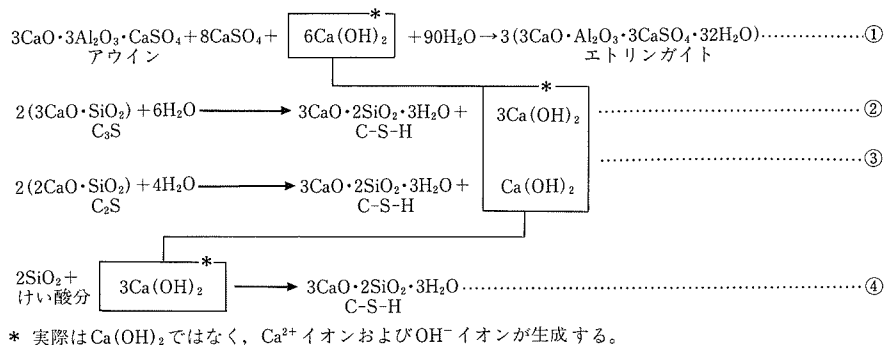 *
3CaO·3Al₂O₃·CaSO₄+8CaSO₄+ 6Ca(OH)₂ +90H₂O→3(3CaO·Al₂O₃·3CaSO₄·32H₂O)……………①
アウイン エトリンガイト
*
2(3CaO·SiO₂)+6H₂O⟶3CaO·2SiO₂·3H₂O+ 3Ca(OH)₂ ……………②
C₃S C-S-H
……………③
2(2CaO·SiO₂)+4H₂O⟶3CaO·2SiO₂·3H₂O+ Ca(OH)₂
C₂S C-S-H
*
2SiO₂+ 3Ca(OH)₂ ⟶3CaO·2SiO₂·3H₂O……………④
けい酸分 C-S-H
* 実際はCa(OH)₂ではなく,Ca²⁺イオンおよびOH⁻イオンが生成する。